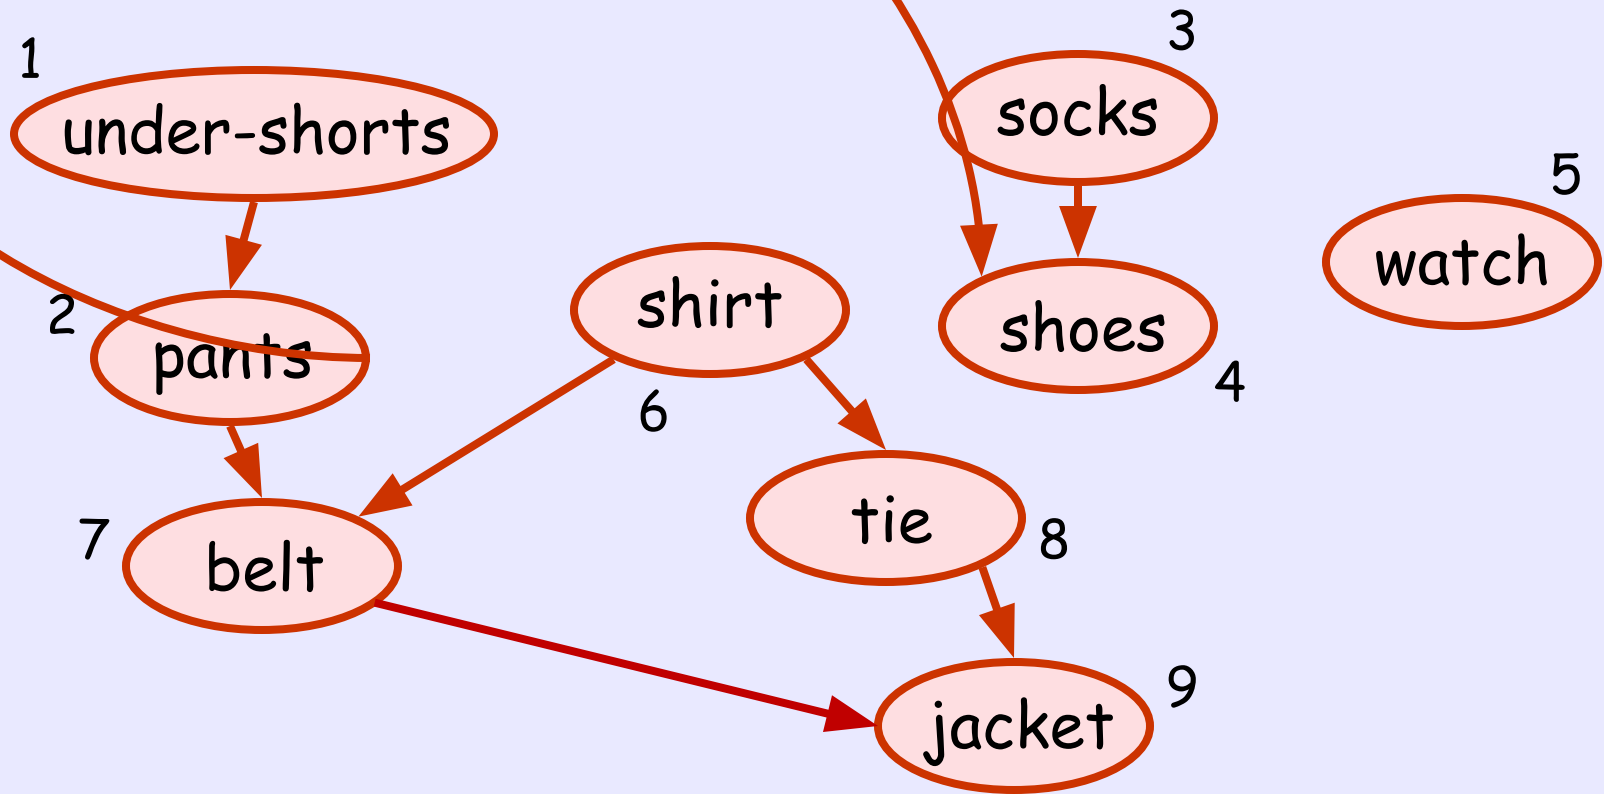 1
under-shorts
2
pants
3
socks
shoes
4
5
watch
shirt
6
7
belt
tie
8
jacket
9